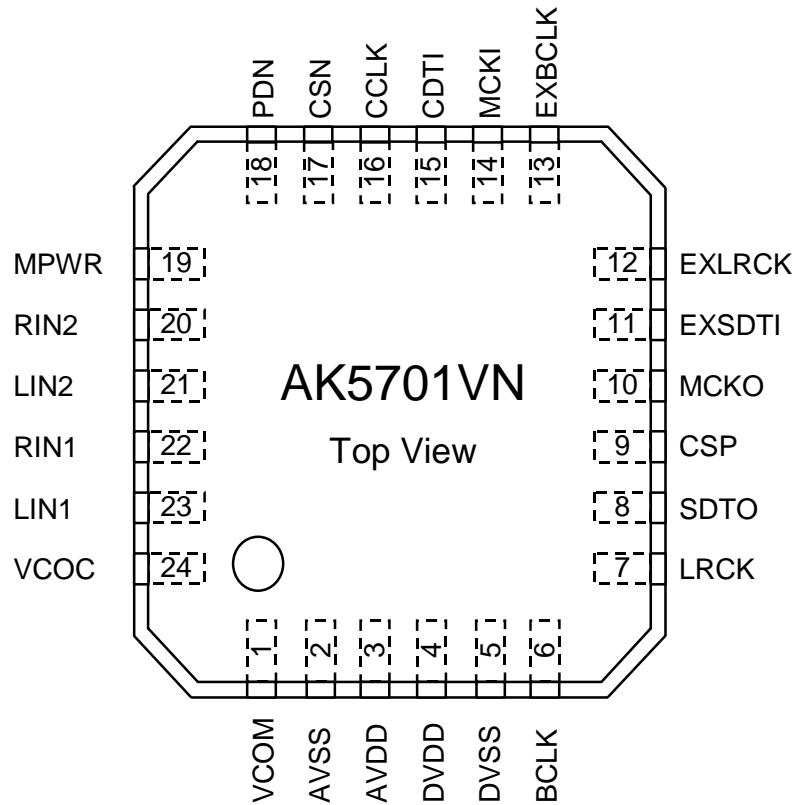 PDN
CSN
CCLK
CDTI
MCKI
EXBCLK
18
17
16
15
14
13
MPWR 19
RIN2 20
LIN2 21
RIN1 22
LIN1 23
VCOC 24
AK5701VN
Top View
12 EXLRCK
11 EXSDTI
10 MCKO
9 CSP
8 SDTO
7 LRCK
1
2
3
4
5
6
VCOM
AVSS
AVDD
DVDD
DVSS
BCLK